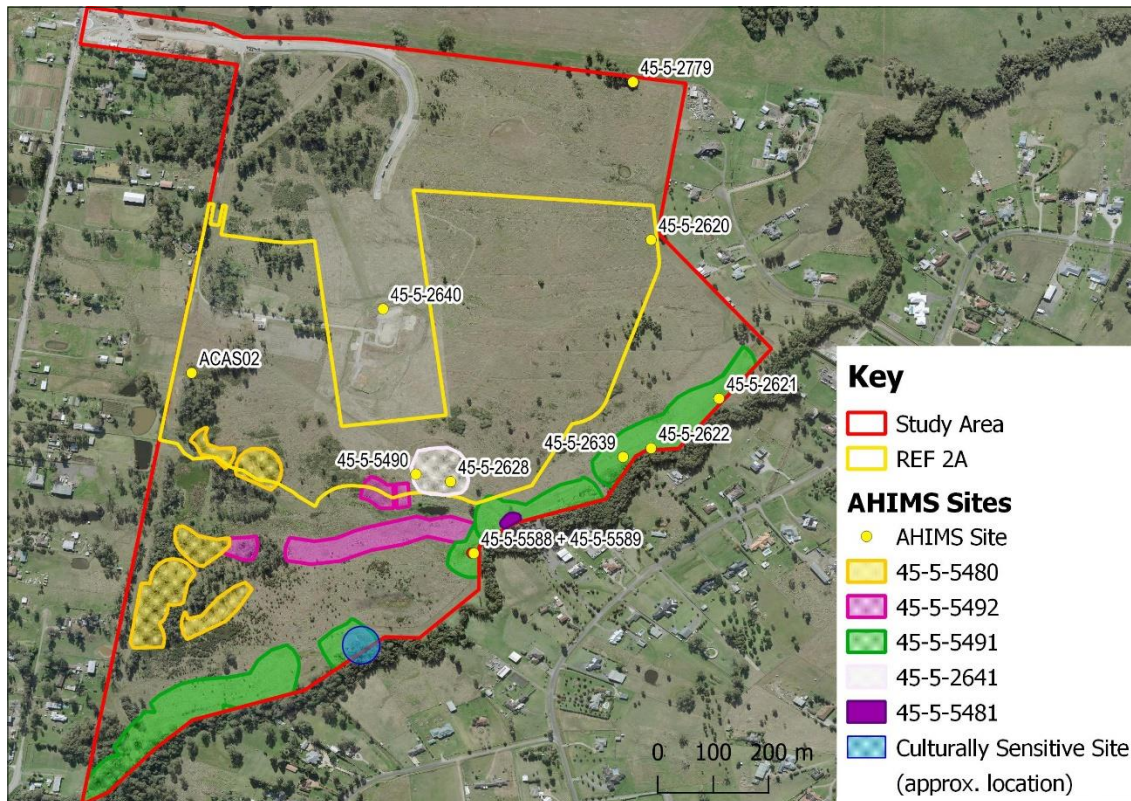 45-5-2779
45-5-2620
45-5-2640
ACAS02
45-5-2621
45-5-2639
45-5-2622
45-5-5490
45-5-2628
45-5-5588 + 45-5-5589
Key
Study Area
REF 2A
AHIMS Sites
AHIMS Site
45-5-5480
45-5-5492
45-5-5491
45-5-2641
45-5-5481
Culturally Sensitive Site
(approx. location)
0 100 200 m